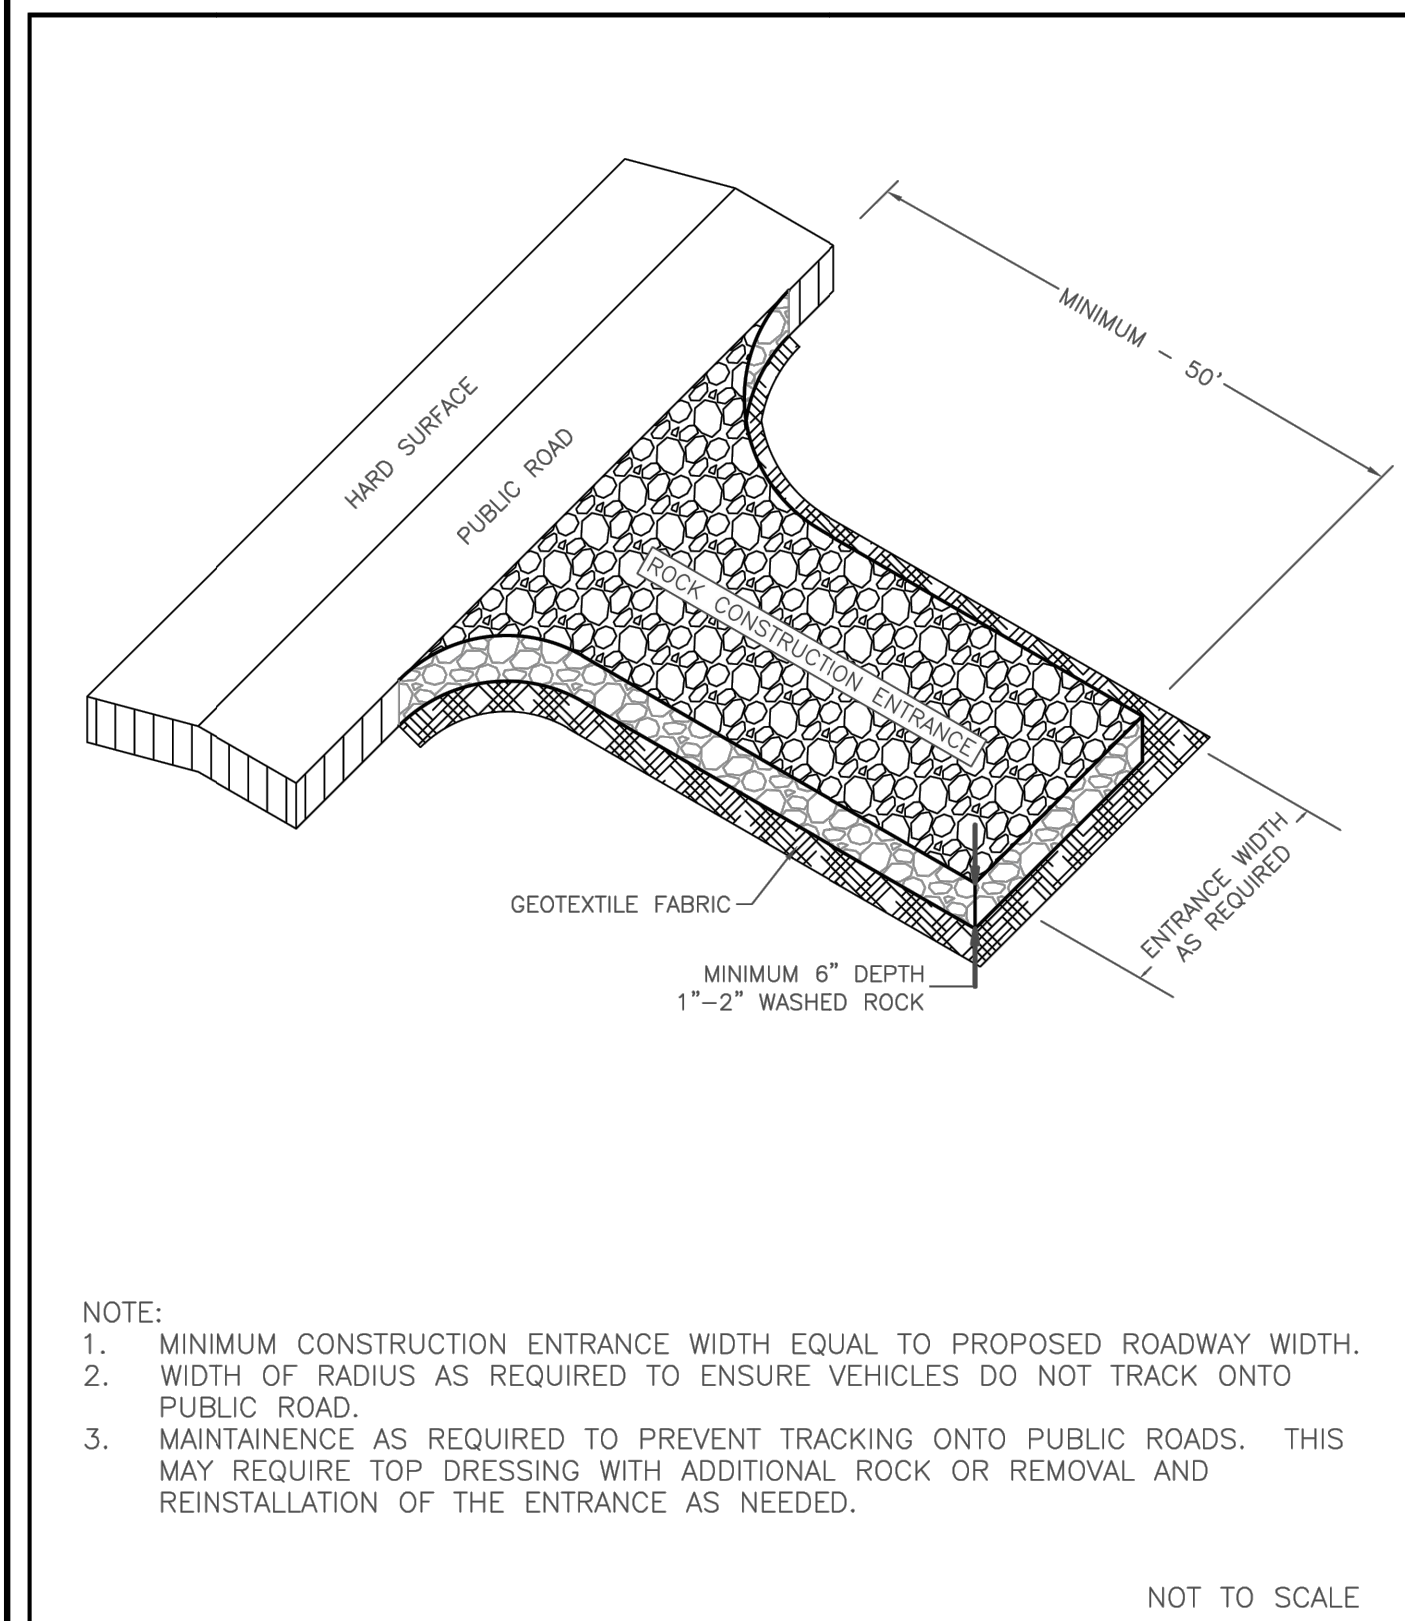 MINIMUM - 50'
HARD SURFACE
PUBLIC ROAD
ROCK CONSTRUCTION ENTRANCE
GEOTEXTILE FABRIC
ENTRANCE WIDTH
AS REQUIRED
MINIMUM 6" DEPTH
1"-2" WASHED ROCK
NOTE:
1. MINIMUM CONSTRUCTION ENTRANCE WIDTH EQUAL TO PROPOSED ROADWAY WIDTH.
2. WIDTH OF RADIUS AS REQUIRED TO ENSURE VEHICLES DO NOT TRACK ONTO
PUBLIC ROAD.
3. MAINTAINENCE AS REQUIRED TO PREVENT TRACKING ONTO PUBLIC ROADS. THIS
MAY REQUIRE TOP DRESSING WITH ADDITIONAL ROCK OR REMOVAL AND
REINSTALLATION OF THE ENTRANCE AS NEEDED.
NOT TO SCALE